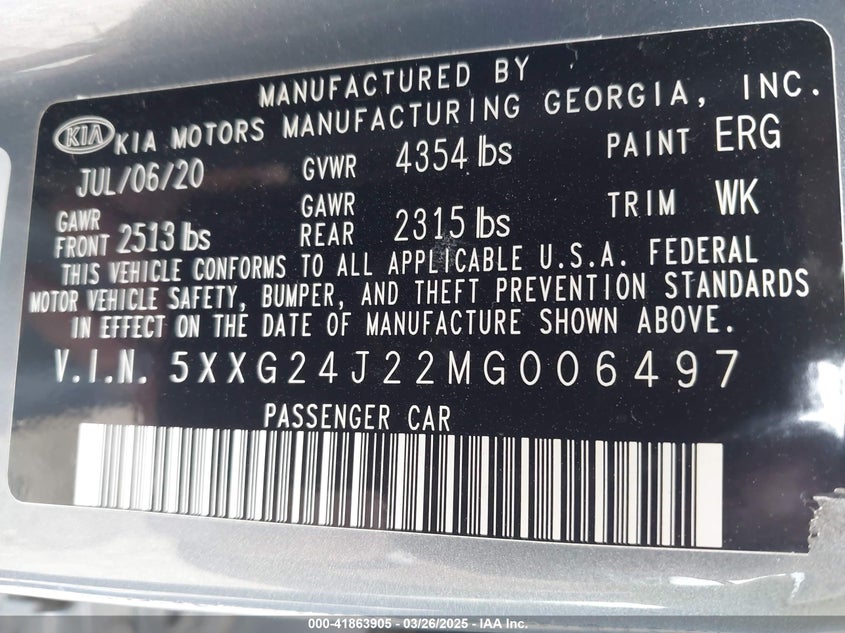 MANUFACTURED BY
KIA KIA MOTORS MANUFACTURING GEORGIA, INC.
JUL/06/20 GVWR 4354 lbs PAINT ERG
GAWR FRONT 2513 lbs GAWR REAR 2315 lbs TRIM WK
THIS VEHICLE CONFORMS TO ALL APPLICABLE U.S.A. FEDERAL
MOTOR VEHICLE SAFETY, BUMPER, AND THEFT PREVENTION STANDARDS
IN EFFECT ON THE DATE OF MANUFACTURE SHOWN ABOVE.
V.I.N. 5XXG24J22MG006497
PASSENGER CAR
000-41863905 - 03/26/2025 - IAA Inc.